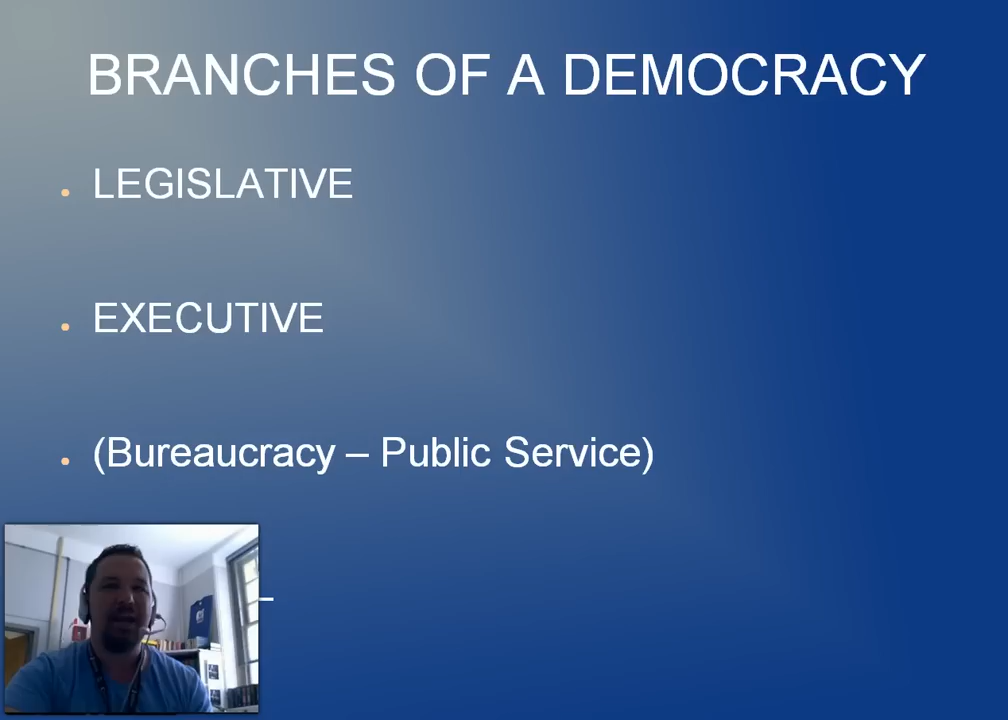 BRANCHES OF A DEMOCRACY
LEGISLATIVE
EXECUTIVE
(Bureaucracy – Public Service)